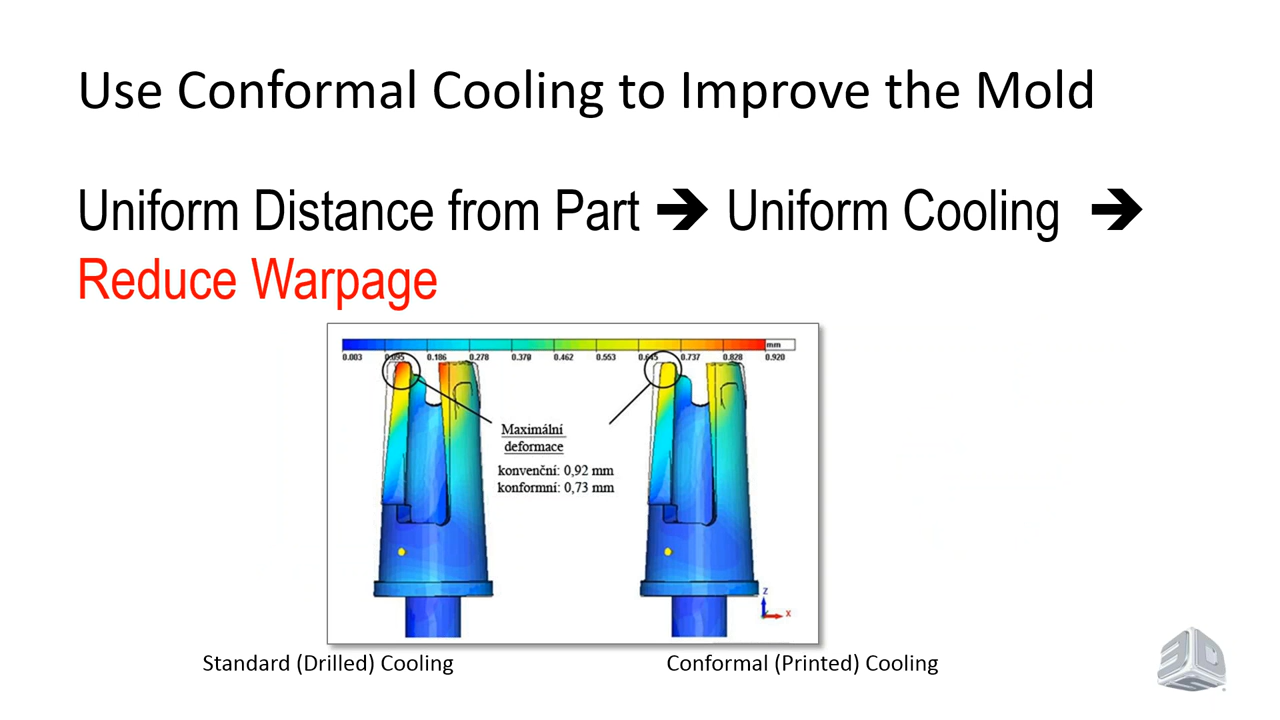 Use Conformal Cooling to Improve the Mold
Uniform Distance from Part ➔ Uniform Cooling ➔
Reduce Warpage
0.003 0.095 0.186 0.278 0.370 0.462 0.553 0.645 0.737 0.828 0.920
mm
Maximální
deformace
konvenční: 0,92 mm
konformní: 0,73 mm
Z
X
Standard (Drilled) Cooling
Conformal (Printed) Cooling
3DS